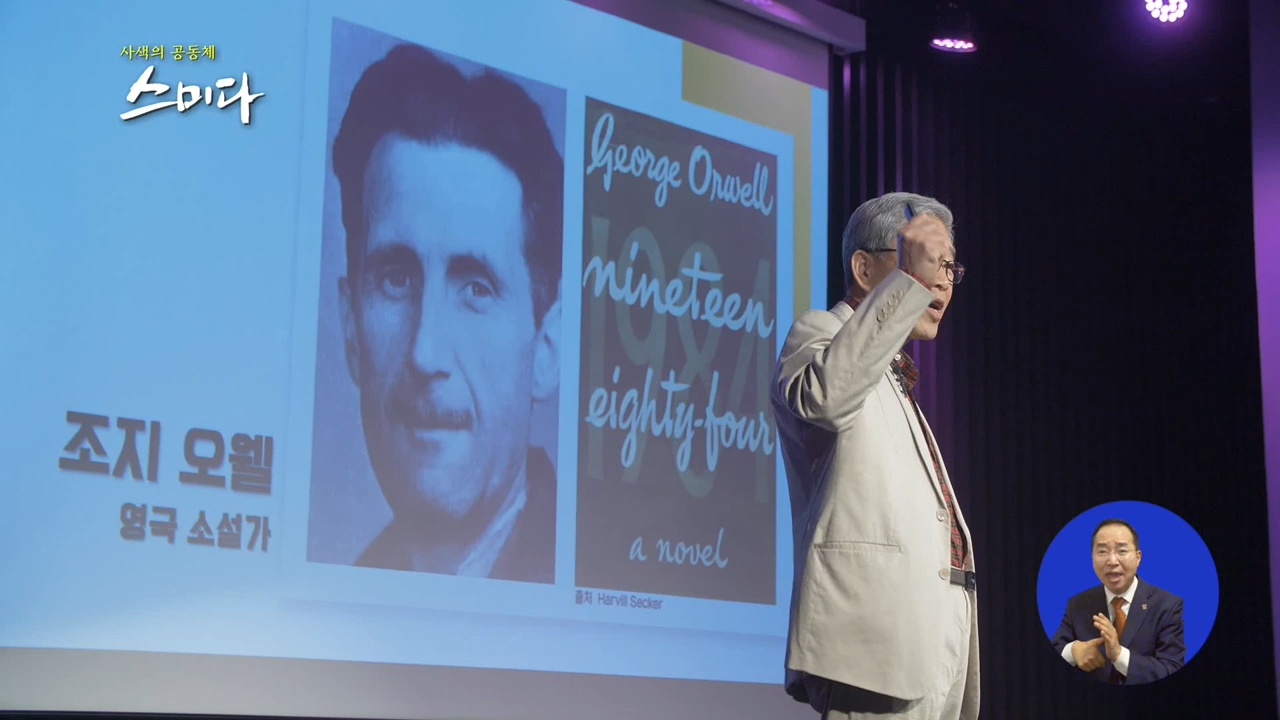 사색의 공동체
스미다
조지 오웰
영국 소설가
George Orwell
1984
nineteen
eighty-four
a novel
출처 Harvill Secker